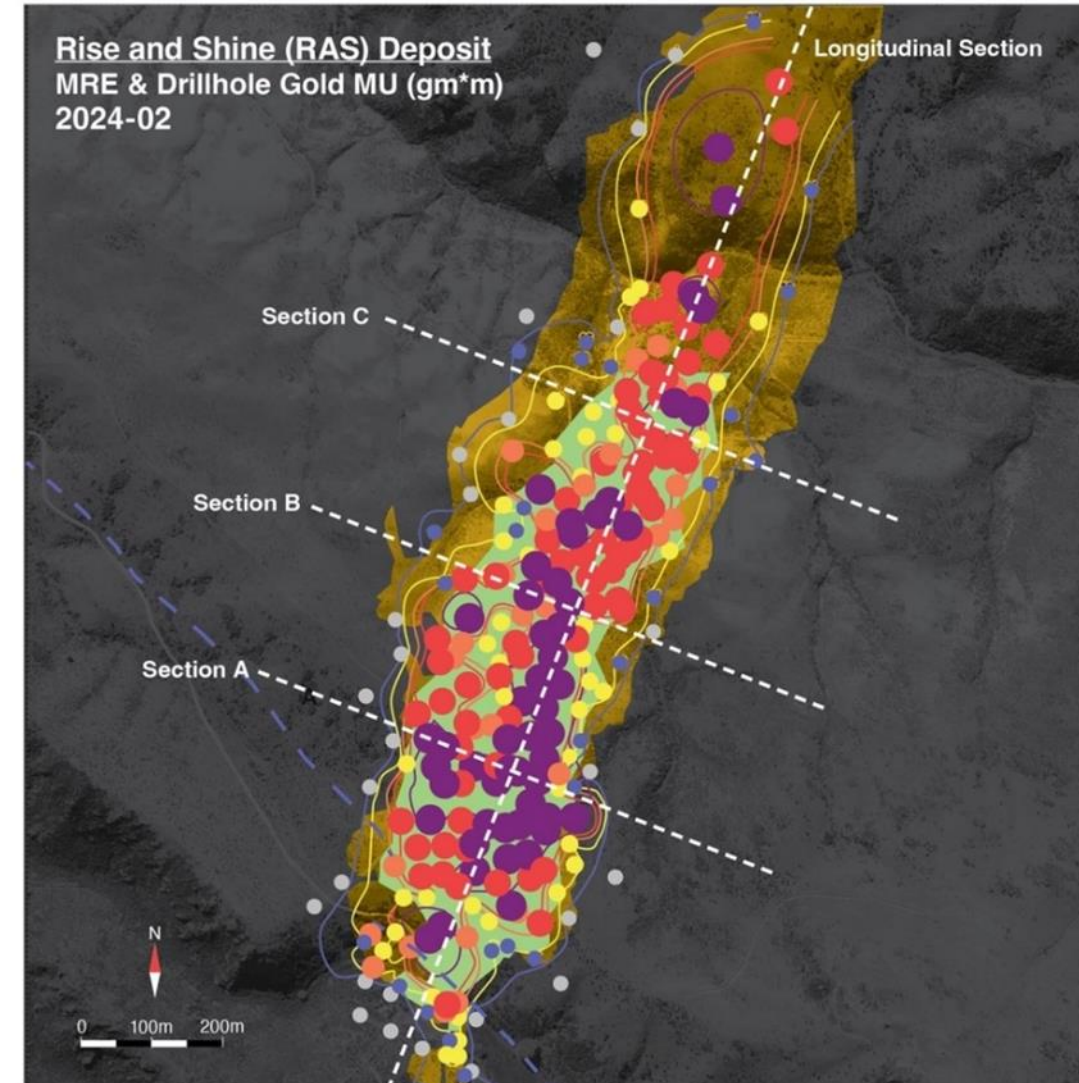 Rise and Shine (RAS) Deposit
MRE & Drillhole Gold MU (gm*m)
2024-02
Longitudinal Section
Section C
Section B
Section A
N
0 100m 200m